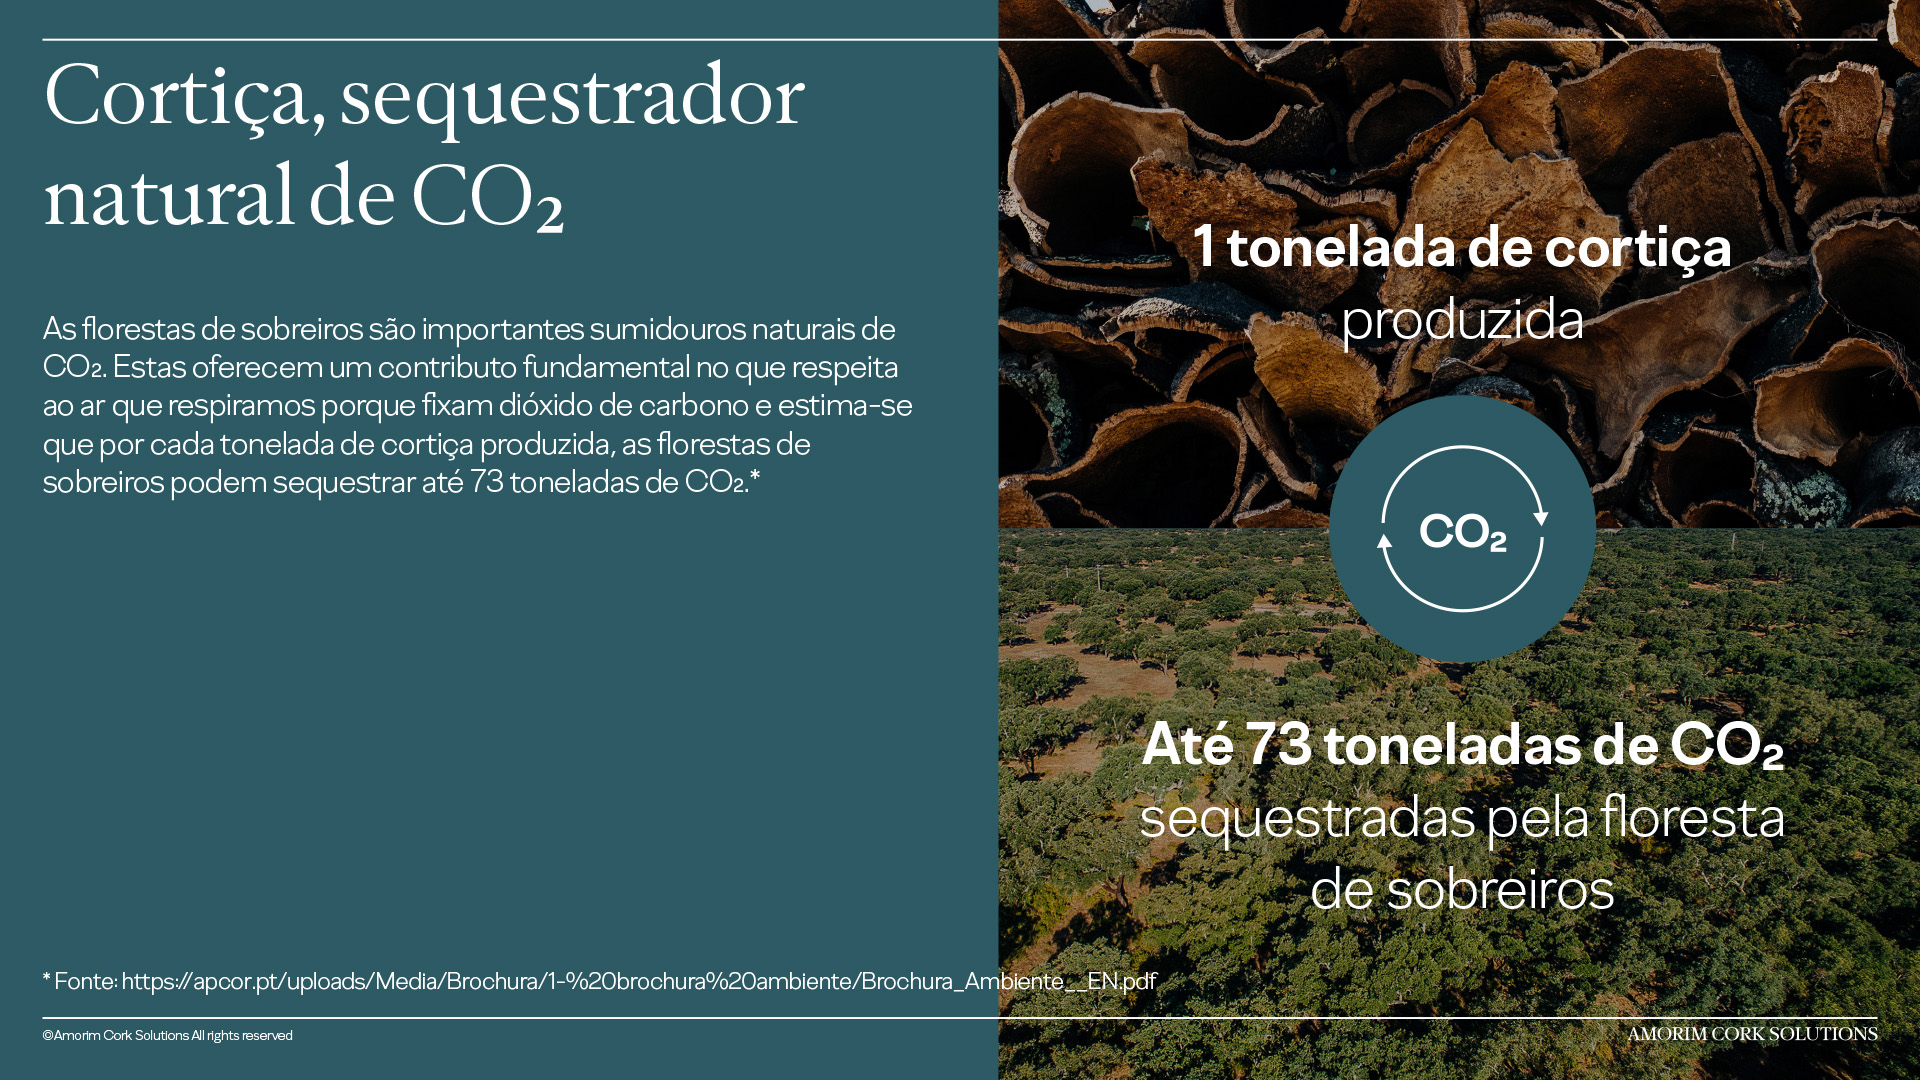 Cortiça, sequestrador
natural de CO₂
As florestas de sobreiros são importantes sumidouros naturais de
CO₂. Estas oferecem um contributo fundamental no que respeita
ao ar que respiramos porque fixam dióxido de carbono e estima-se
que por cada tonelada de cortiça produzida, as florestas de
sobreiros podem sequestrar até 73 toneladas de CO₂.*
1 tonelada de cortiça
produzida
CO₂
Até 73 toneladas de CO₂
sequestradas pela floresta
de sobreiros
* Fonte: https://apcor.pt/uploads/Media/Brochura/1-%20brochura%20ambiente/Brochura_Ambiente__EN.pdf
©Amorim Cork Solutions All rights reserved
AMORIM CORK SOLUTIONS